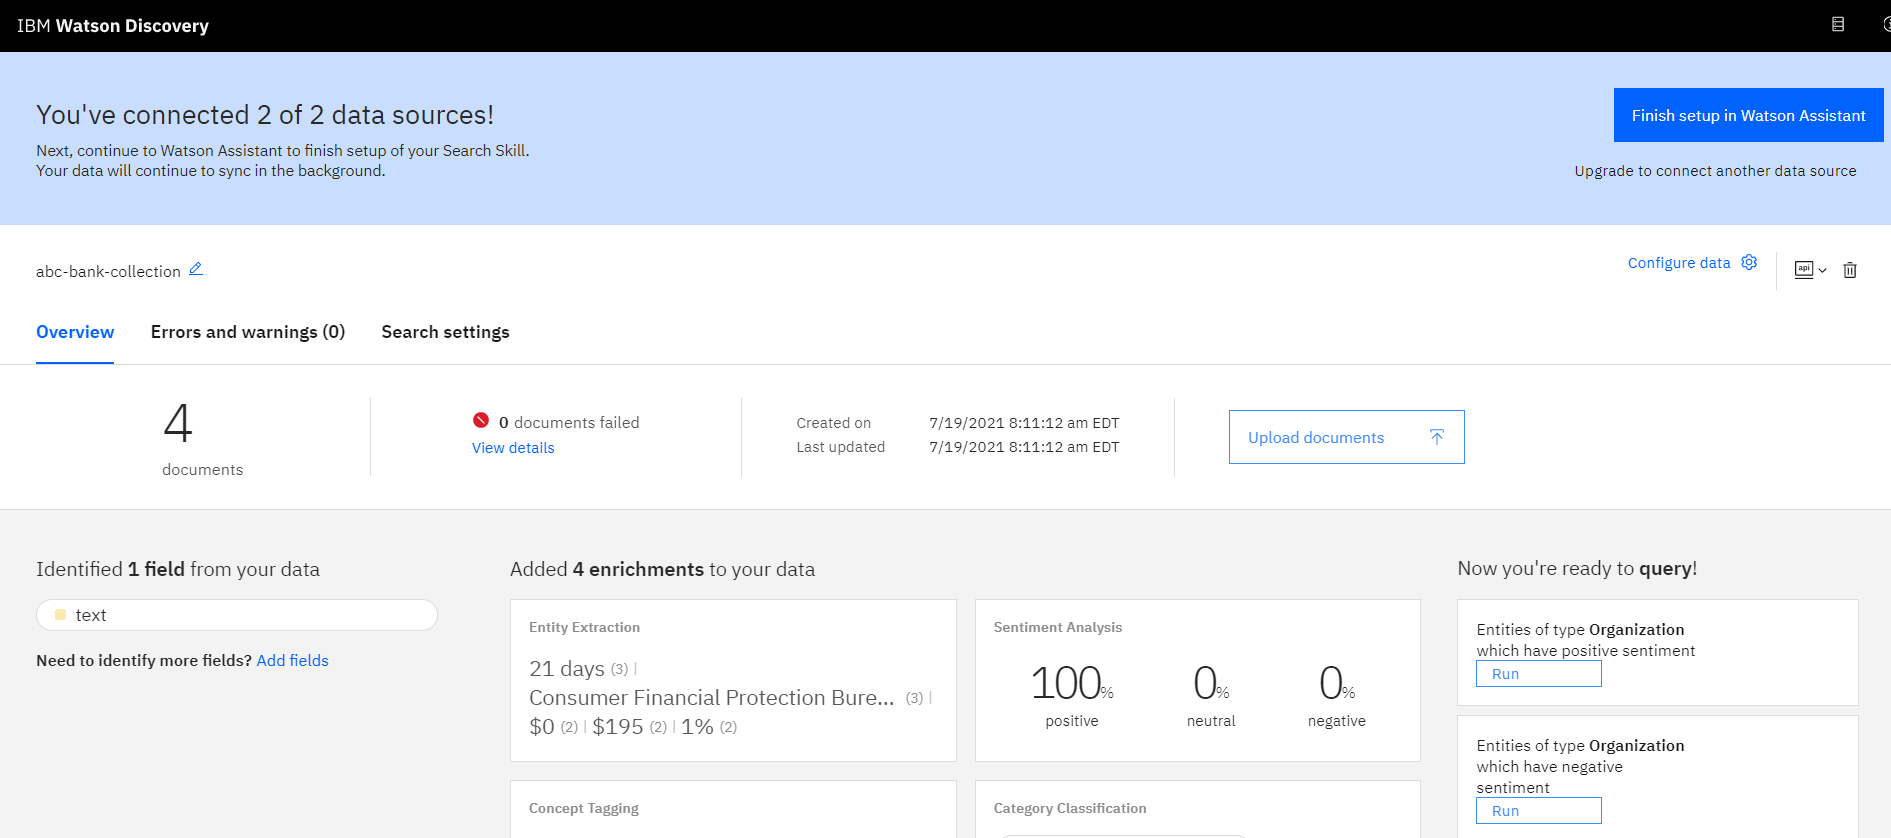 IBM Watson Discovery
You've connected 2 of 2 data sources!
Next, continue to Watson Assistant to finish setup of your Search Skill.
Your data will continue to sync in the background.
Finish setup in Watson Assistant
Upgrade to connect another data source
abc-bank-collection
Configure data
api
Overview
Errors and warnings (0)
Search settings
4
documents
0 documents failed
View details
Created on 7/19/2021 8:11:12 am EDT
Last updated 7/19/2021 8:11:12 am EDT
Upload documents
Identified 1 field from your data
text
Need to identify more fields? Add fields
Added 4 enrichments to your data
Entity Extraction
21 days (3) |
Consumer Financial Protection Bure... (3) |
$0 (2) | $195 (2) | 1% (2)
Sentiment Analysis
100% 0% 0%
positive neutral negative
Concept Tagging
Category Classification
Now you're ready to query!
Entities of type Organization
which have positive sentiment
Run
Entities of type Organization
which have negative
sentiment
Run